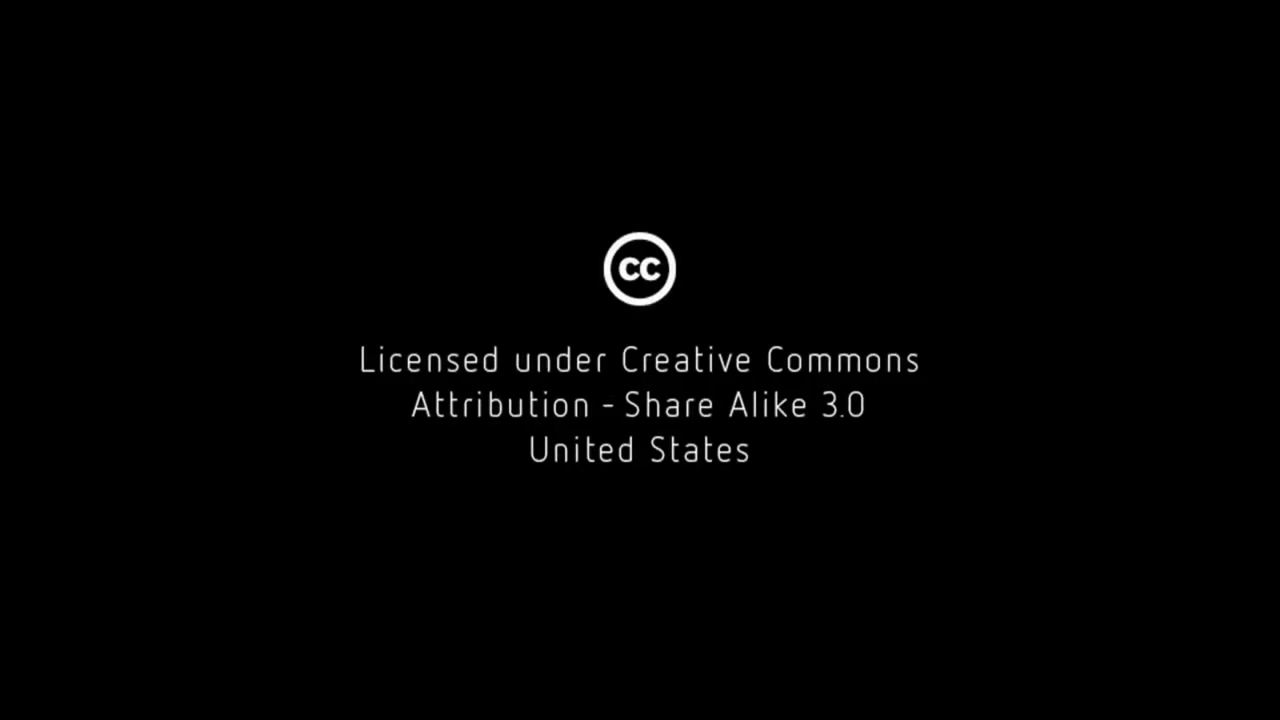 cc
Licensed under Creative Commons
Attribution - Share Alike 3.0
United States